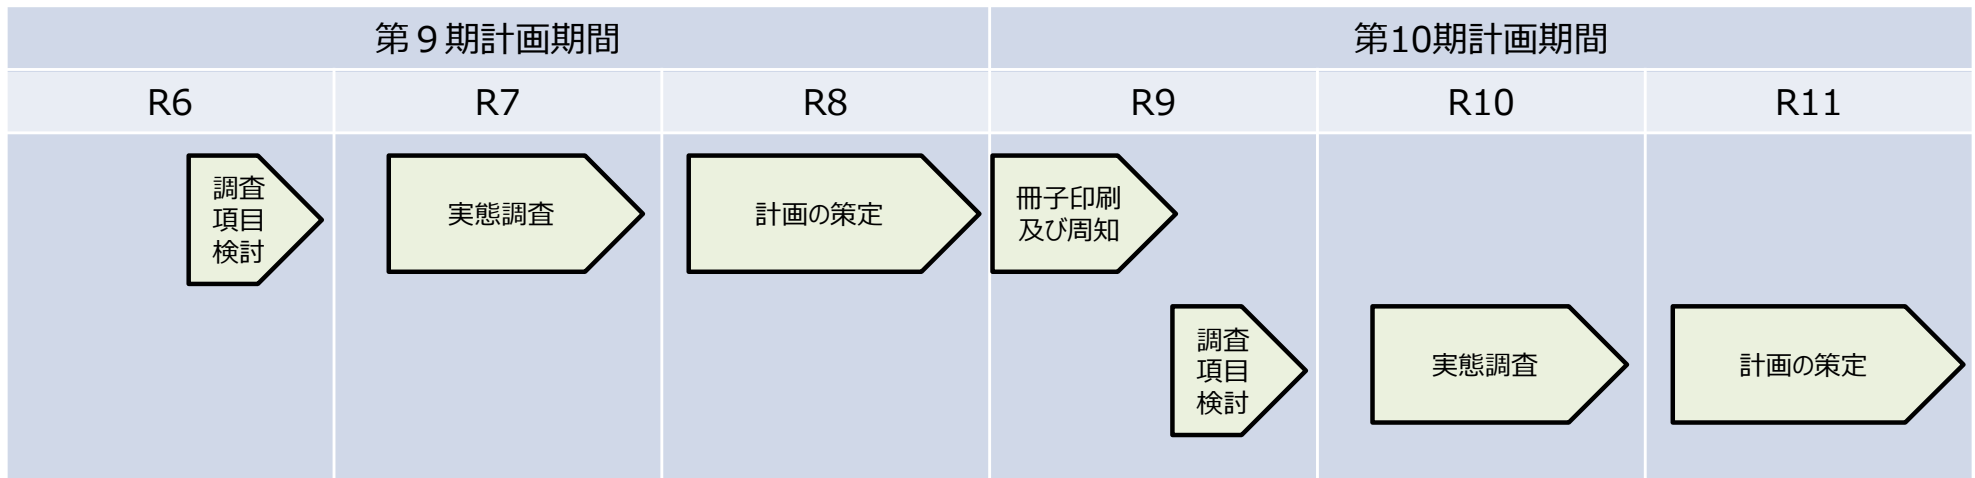 第９期計画期間
第10期計画期間
R6
R7
R8
R9
R10
R11
調査
項目
検討
実態調査
計画の策定
冊子印刷
及び周知
調査
項目
検討
実態調査
計画の策定